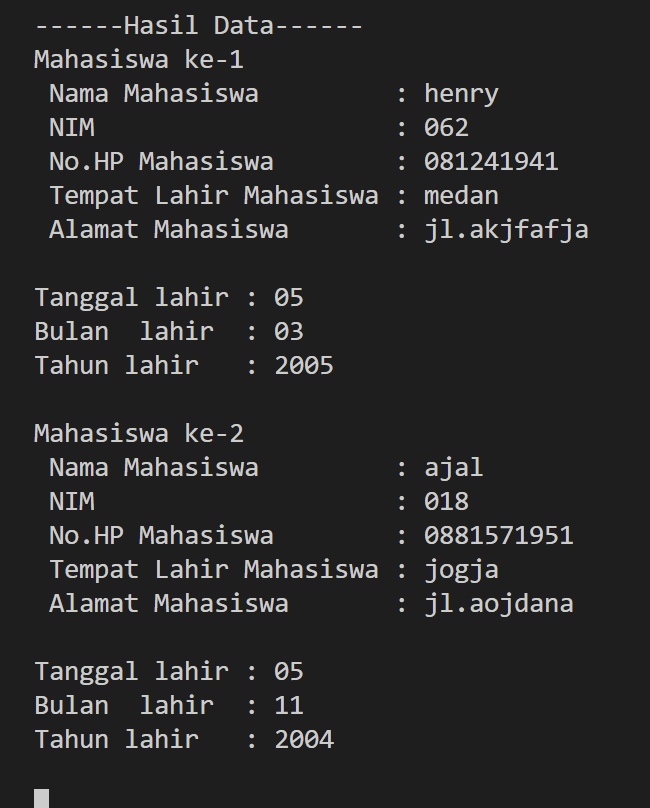 ------Hasil Data------
Mahasiswa ke-1
Nama Mahasiswa : henry
NIM : 062
No.HP Mahasiswa : 081241941
Tempat Lahir Mahasiswa : medan
Alamat Mahasiswa : jl.akjfafja
Tanggal lahir : 05
Bulan lahir : 03
Tahun lahir : 2005
Mahasiswa ke-2
Nama Mahasiswa : ajal
NIM : 018
No.HP Mahasiswa : 0881571951
Tempat Lahir Mahasiswa : jogja
Alamat Mahasiswa : jl.aojdana
Tanggal lahir : 05
Bulan lahir : 11
Tahun lahir : 2004